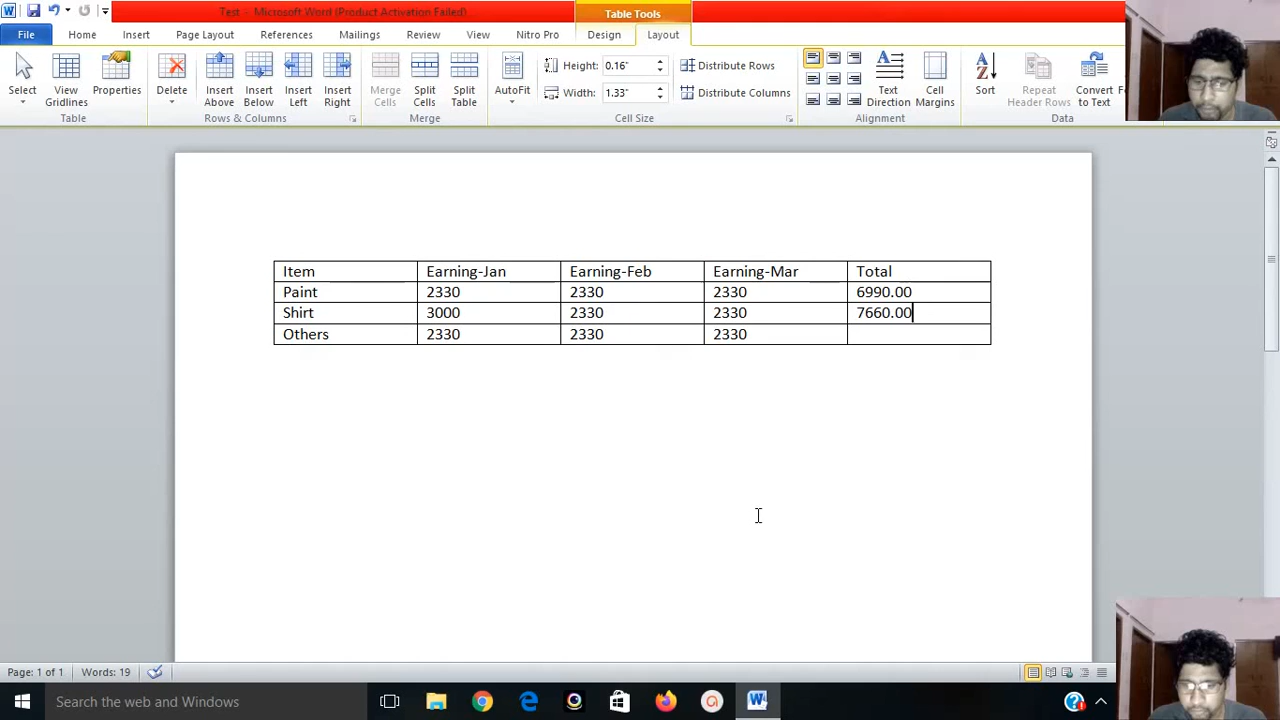 Test - Microsoft Word (Product Activation Failed)
Table Tools
File Home Insert Page Layout References Mailings Review View Nitro Pro Design Layout
Select
View Gridlines
Properties
Table
Delete
Insert Above
Insert Below
Insert Left
Insert Right
Rows & Columns
Merge Cells
Split Cells
Split Table
Merge
AutoFit
Height: 0.16"
Width: 1.33"
Distribute Rows
Distribute Columns
Cell Size
Text Direction
Cell Margins
Alignment
Sort
Repeat Header Rows
Convert to Text
Data
Item Earning-Jan Earning-Feb Earning-Mar Total
Paint 2330 2330 2330 6990.00
Shirt 3000 2330 2330 7660.00
Others 2330 2330 2330
Page: 1 of 1 Words: 19
Search the web and Windows